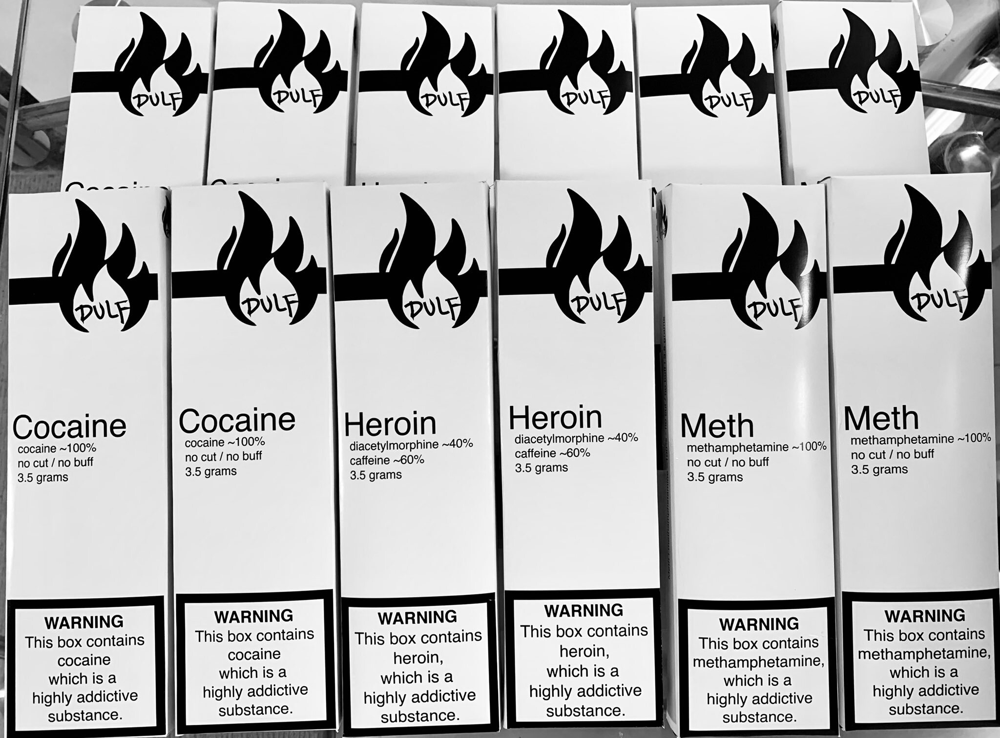 DULF
DULF
DULF
DULF
DULF
DULF
DULF
Cocaine
cocaine ~100%
no cut / no buff
3.5 grams
WARNING
This box contains
cocaine
which is a
highly addictive
substance.
DULF
Cocaine
cocaine ~100%
no cut / no buff
3.5 grams
WARNING
This box contains
cocaine
which is a
highly addictive
substance.
DULF
Heroin
diacetylmorphine ~40%
caffeine ~60%
3.5 grams
WARNING
This box contains
heroin,
which is a
highly addictive
substance.
DULF
Heroin
diacetylmorphine ~40%
caffeine ~60%
3.5 grams
WARNING
This box contains
heroin,
which is a
highly addictive
substance.
DULF
Meth
methamphetamine ~100%
no cut / no buff
3.5 grams
WARNING
This box contains
methamphetamine,
which is a
highly addictive
substance.
DULF
Meth
methamphetamine ~100%
no cut / no buff
3.5 grams
WARNING
This box contains
methamphetamine,
which is a
highly addictive
substance.